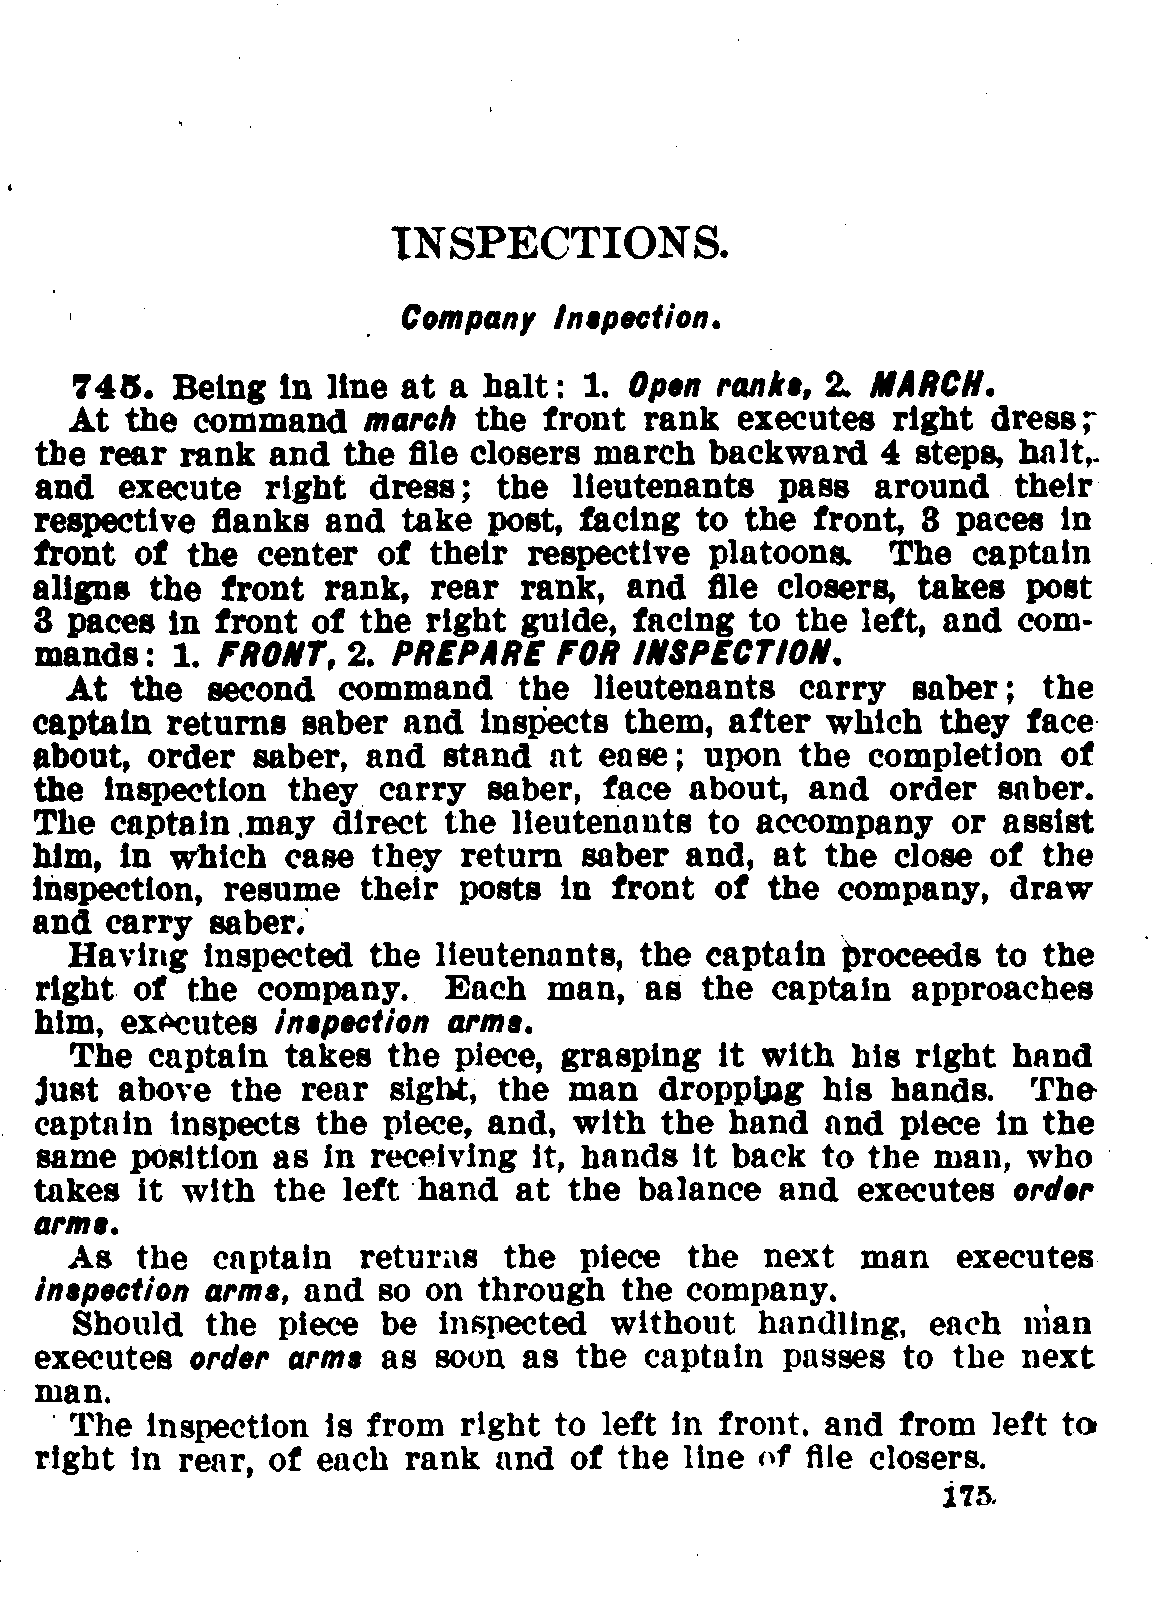 INSPECTIONS.
Company Inspection.
745. Being in line at a halt: 1. Open ranks, 2. MARCH.
At the command march the front rank executes right dress;
the rear rank and the file closers march backward 4 steps, halt,
and execute right dress; the lieutenants pass around their
respective flanks and take post, facing to the front, 3 paces in
front of the center of their respective platoons. The captain
aligns the front rank, rear rank, and file closers, takes post
3 paces in front of the right guide, facing to the left, and com-
mands: 1. FRONT, 2. PREPARE FOR INSPECTION.
At the second command the lieutenants carry saber; the
captain returns saber and inspects them, after which they face
about, order saber, and stand at ease; upon the completion of
the inspection they carry saber, face about, and order saber.
The captain may direct the lieutenants to accompany or assist
him, in which case they return saber and, at the close of the
inspection, resume their posts in front of the company, draw
and carry saber.
Having inspected the lieutenants, the captain proceeds to the
right of the company. Each man, as the captain approaches
him, executes inspection arms.
The captain takes the piece, grasping it with his right hand
just above the rear sight, the man dropping his hands. The
captain inspects the piece, and, with the hand and piece in the
same position as in receiving it, hands it back to the man, who
takes it with the left hand at the balance and executes order
arms.
As the captain returns the piece the next man executes
inspection arms, and so on through the company.
Should the piece be inspected without handling, each man
executes order arms as soon as the captain passes to the next
man.
The inspection is from right to left in front, and from left to
right in rear, of each rank and of the line of file closers.
175